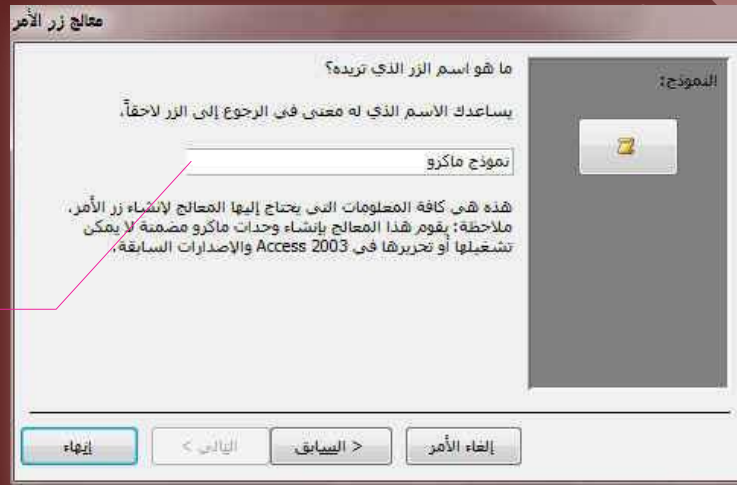 معالج زر الأمر
النموذج:
ما هو اسم الزر الذي تريده؟
يساعدك الاسم الذي له معنى في الرجوع إلى الزر لاحقاً.
نموذج ماكرو
هذه هي كافة المعلومات التي يحتاج إليها المعالج لإنشاء زر الأمر.
ملاحظة: يقوم هذا المعالج بإنشاء وحدات ماكرو مضمنة لا يمكن
تشغيلها أو تحريرها في Access 2003 والإصدارات السابقة.
إلغاء الأمر
< السابق
التالي >
إنهاء